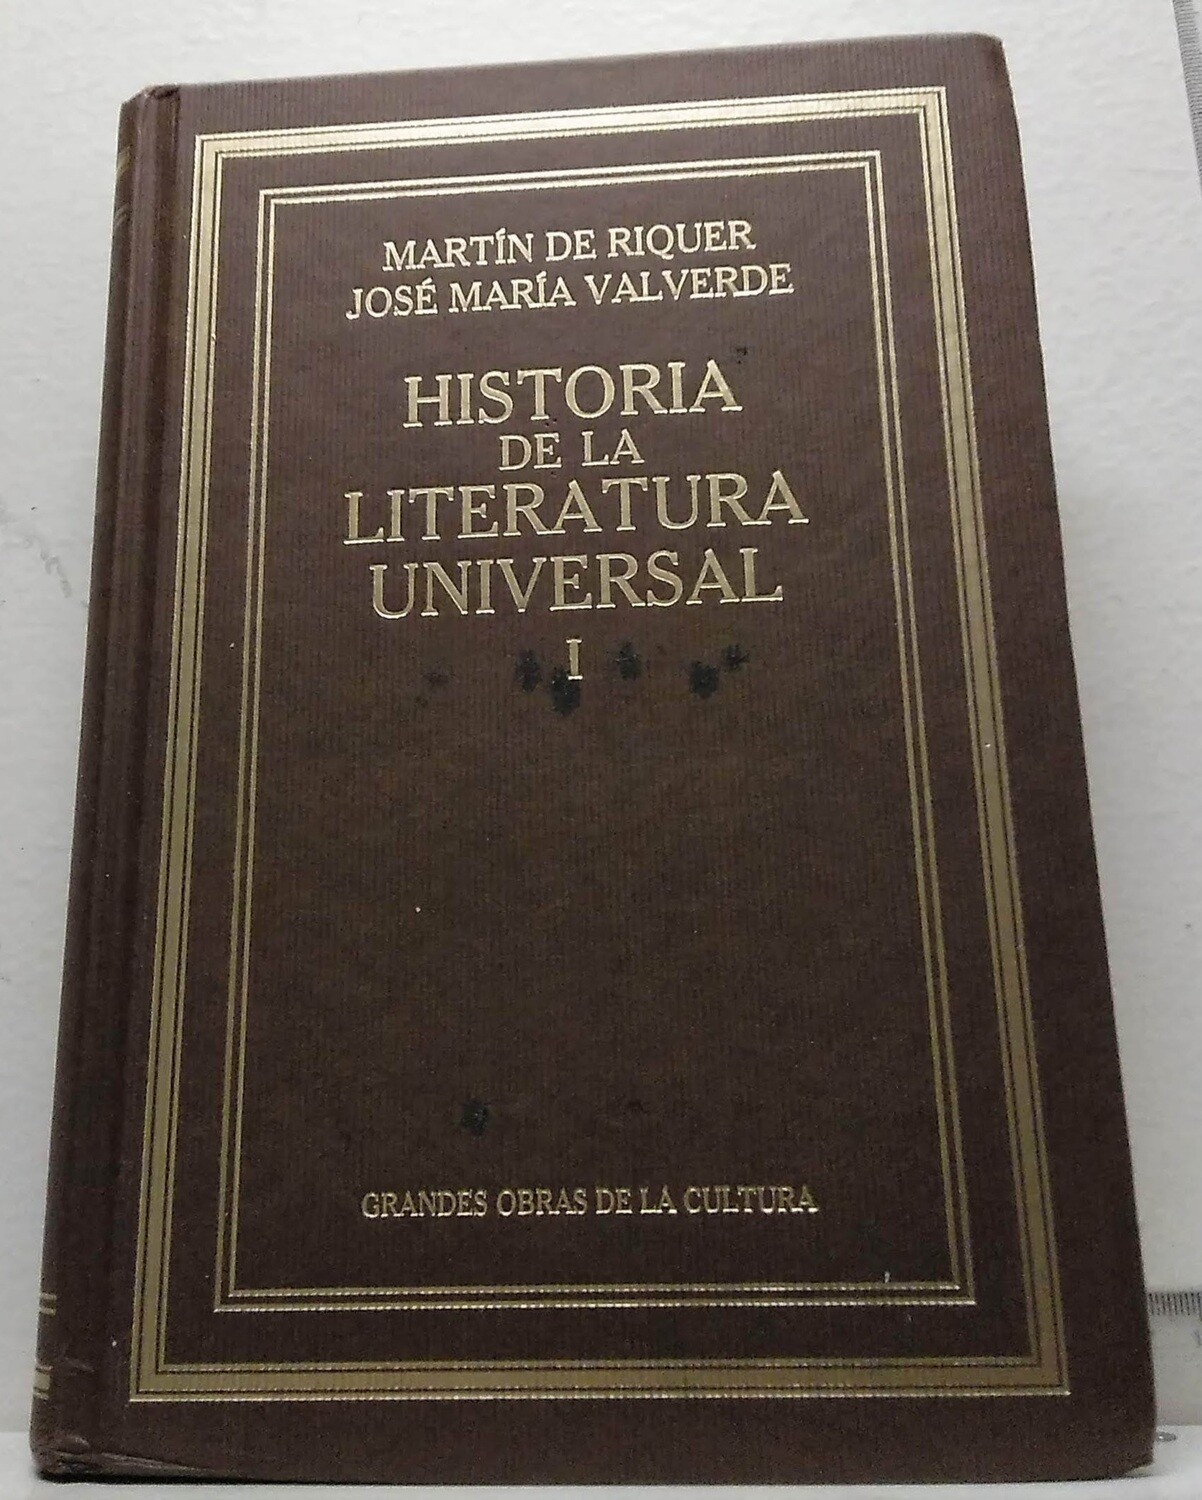 MARTÍN DE RIQUER
JOSÉ MARÍA VALVERDE
HISTORIA
DE LA
LITERATURA
UNIVERSAL
I
GRANDES OBRAS DE LA CULTURA